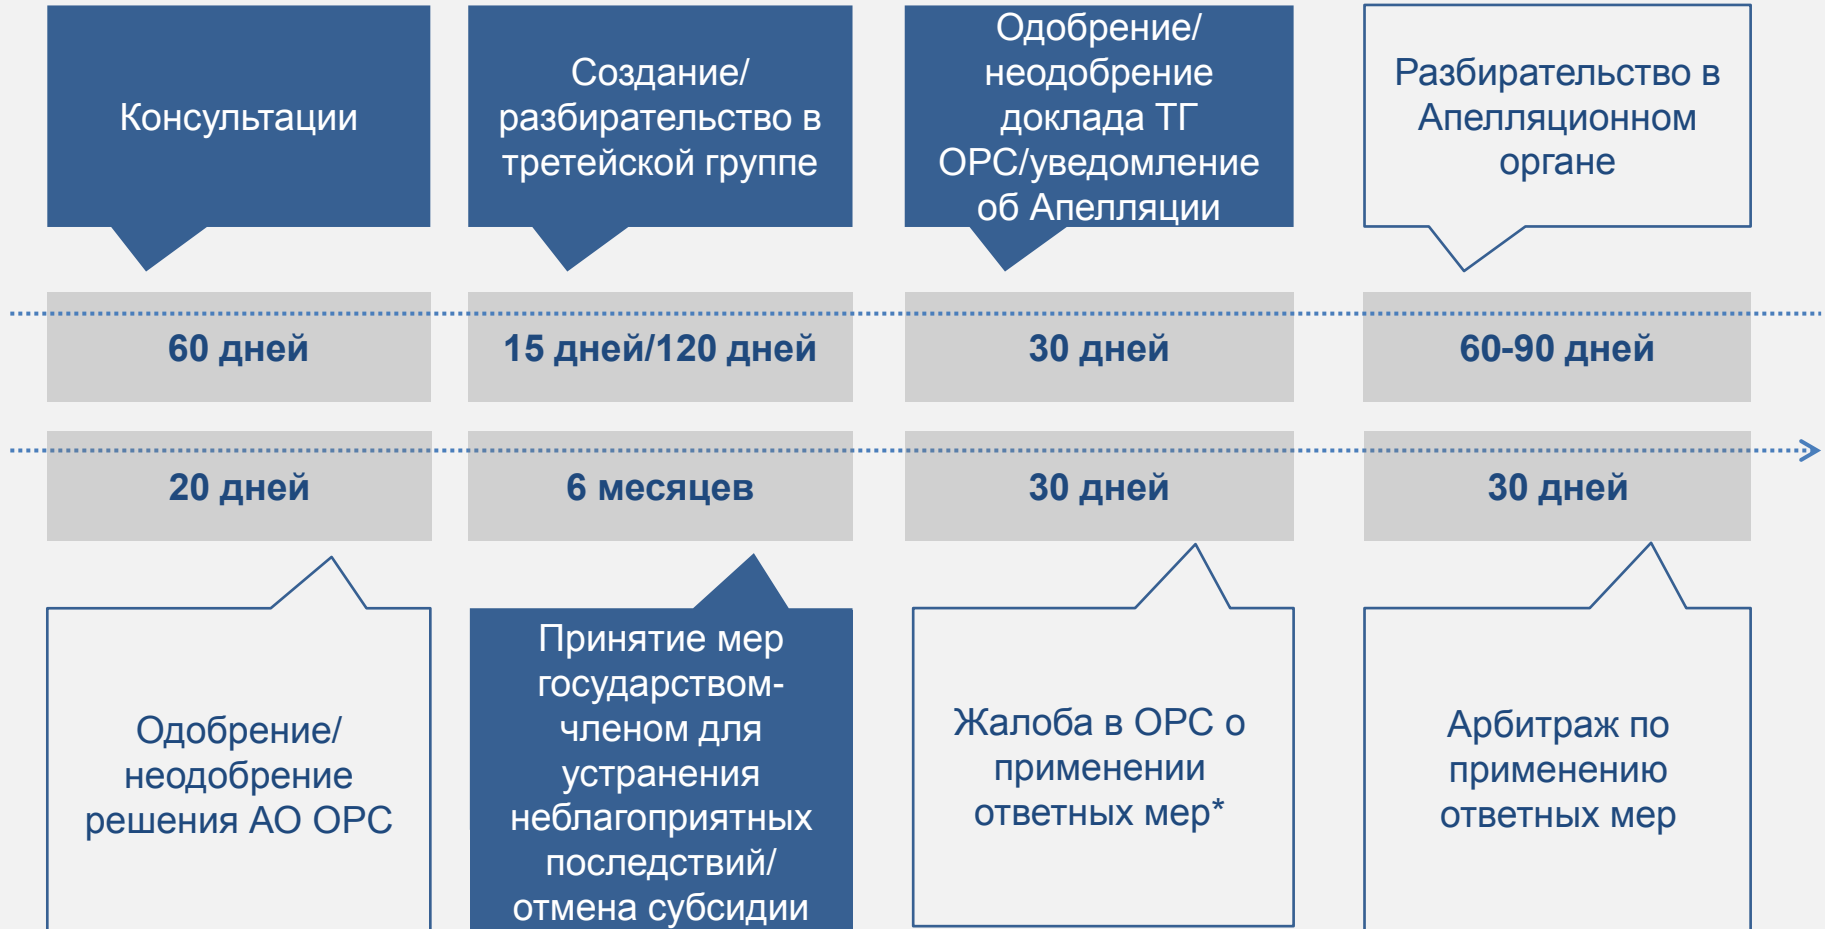 Консультации
Создание/
разбирательство в
третейской группе
Одобрение/
неодобрение
доклада ТГ
ОРС/уведомление
об Апелляции
Разбирательство в
Апелляционном
органе
60 дней
15 дней/120 дней
30 дней
60-90 дней
20 дней
6 месяцев
30 дней
30 дней
Одобрение/
неодобрение
решения АО ОРС
Принятие мер
государством-
членом для
устранения
неблагоприятных
последствий/
отмена субсидии
Жалоба в ОРС о
применении
ответных мер*
Арбитраж по
применению
ответных мер